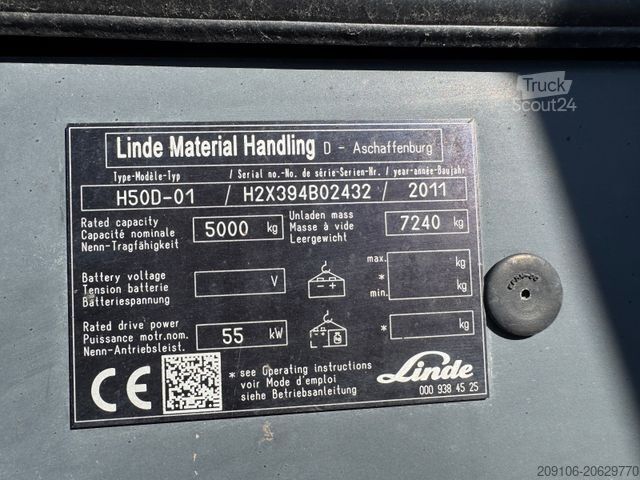 Truck
Scout24
Linde Material Handling D - Aschaffenburg
Type-Modèle-Typ / Serial no.-No. de série-Serien-Nr. / year-année-Baujahr
H50D-01 / H2X394B02432 / 2011
Rated capacity
Capacité nominale
Nenn-Tragfähigkeit
5000 kg
Unladen mass
Masse à vide
Leergewicht
7240 kg
Battery voltage
Tension batterie
Batteriespannung
V
- +
max.
*
min.
kg
kg
Rated drive power
Puissance motr.nom.
Nenn-Antriebsleist.
55 kW
- +
* kg
CE
* see Operating instructions
voir Mode d'emploi
siehe Betriebsanleitung
Linde
000 938 45 25
209106-20629770